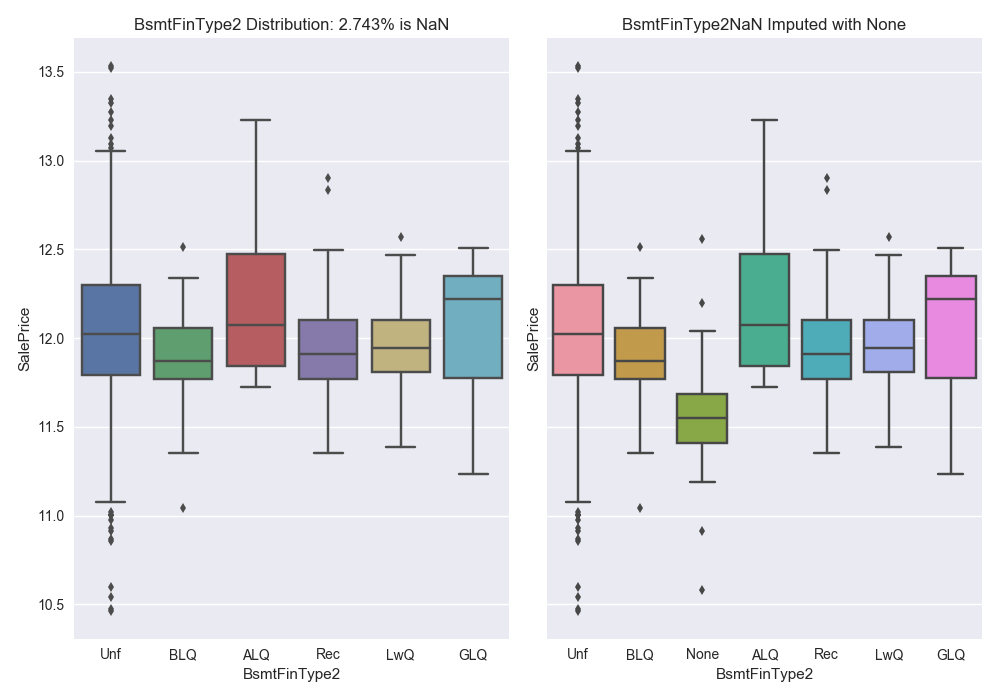 BsmtFinType2 Distribution: 2.743% is NaN
BsmtFinType2NaN Imputed with None
13.5
13.0
12.5
12.0
11.5
11.0
10.5
SalePrice
SalePrice
Unf BLQ ALQ Rec LwQ GLQ
Unf BLQ None ALQ Rec LwQ GLQ
BsmtFinType2
BsmtFinType2